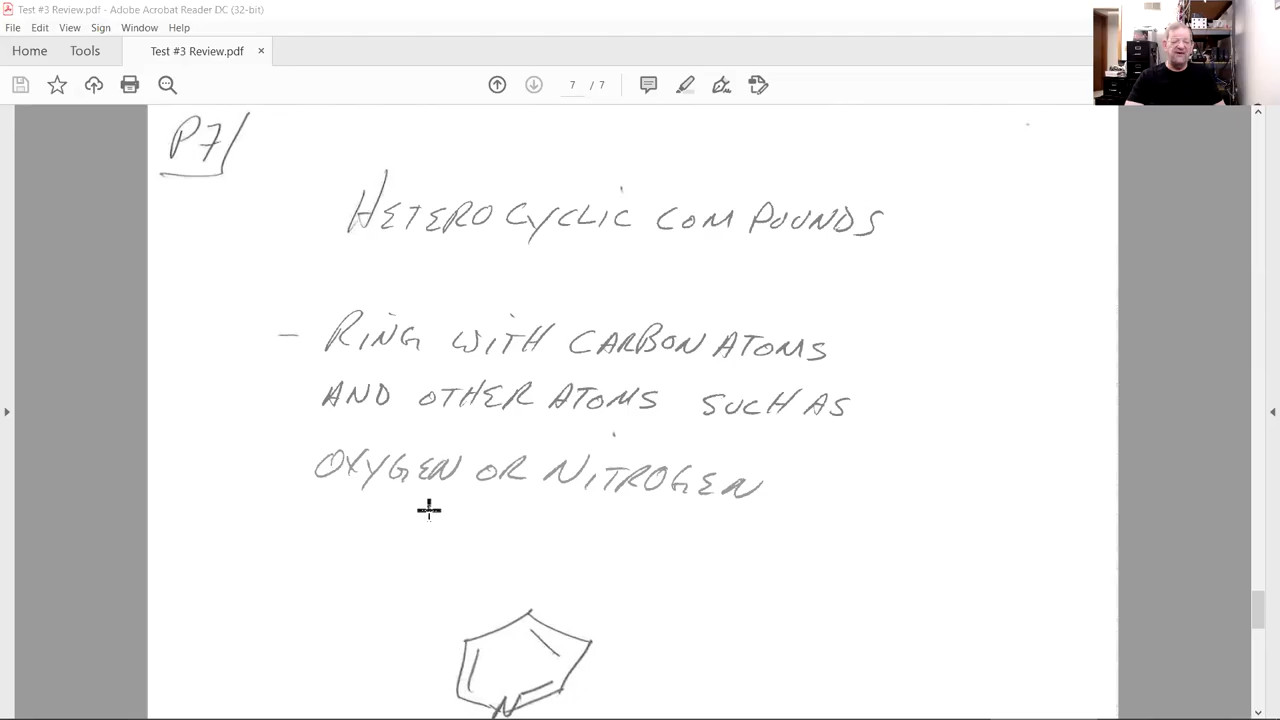 Test #3 Review.pdf - Adobe Acrobat Reader DC (32-bit)
File Edit View Sign Window Help
Home Tools Test #3 Review.pdf ×
7 / 7
P7/
HETEROCYCLIC COMPOUNDS
- RING WITH CARBON ATOMS
AND OTHER ATOMS SUCH AS
OXYGEN OR NITROGEN
N